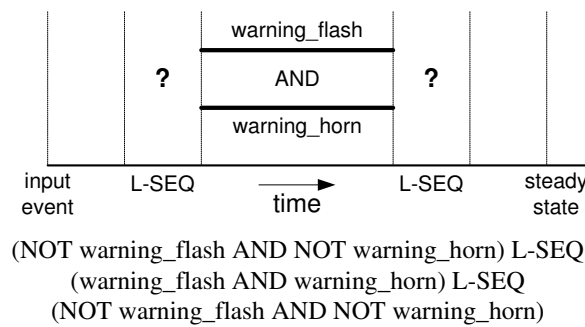 warning_flash
? AND ?
warning_horn
input event L-SEQ time L-SEQ steady state
(NOT warning_flash AND NOT warning_horn) L-SEQ
(warning_flash AND warning_horn) L-SEQ
(NOT warning_flash AND NOT warning_horn)